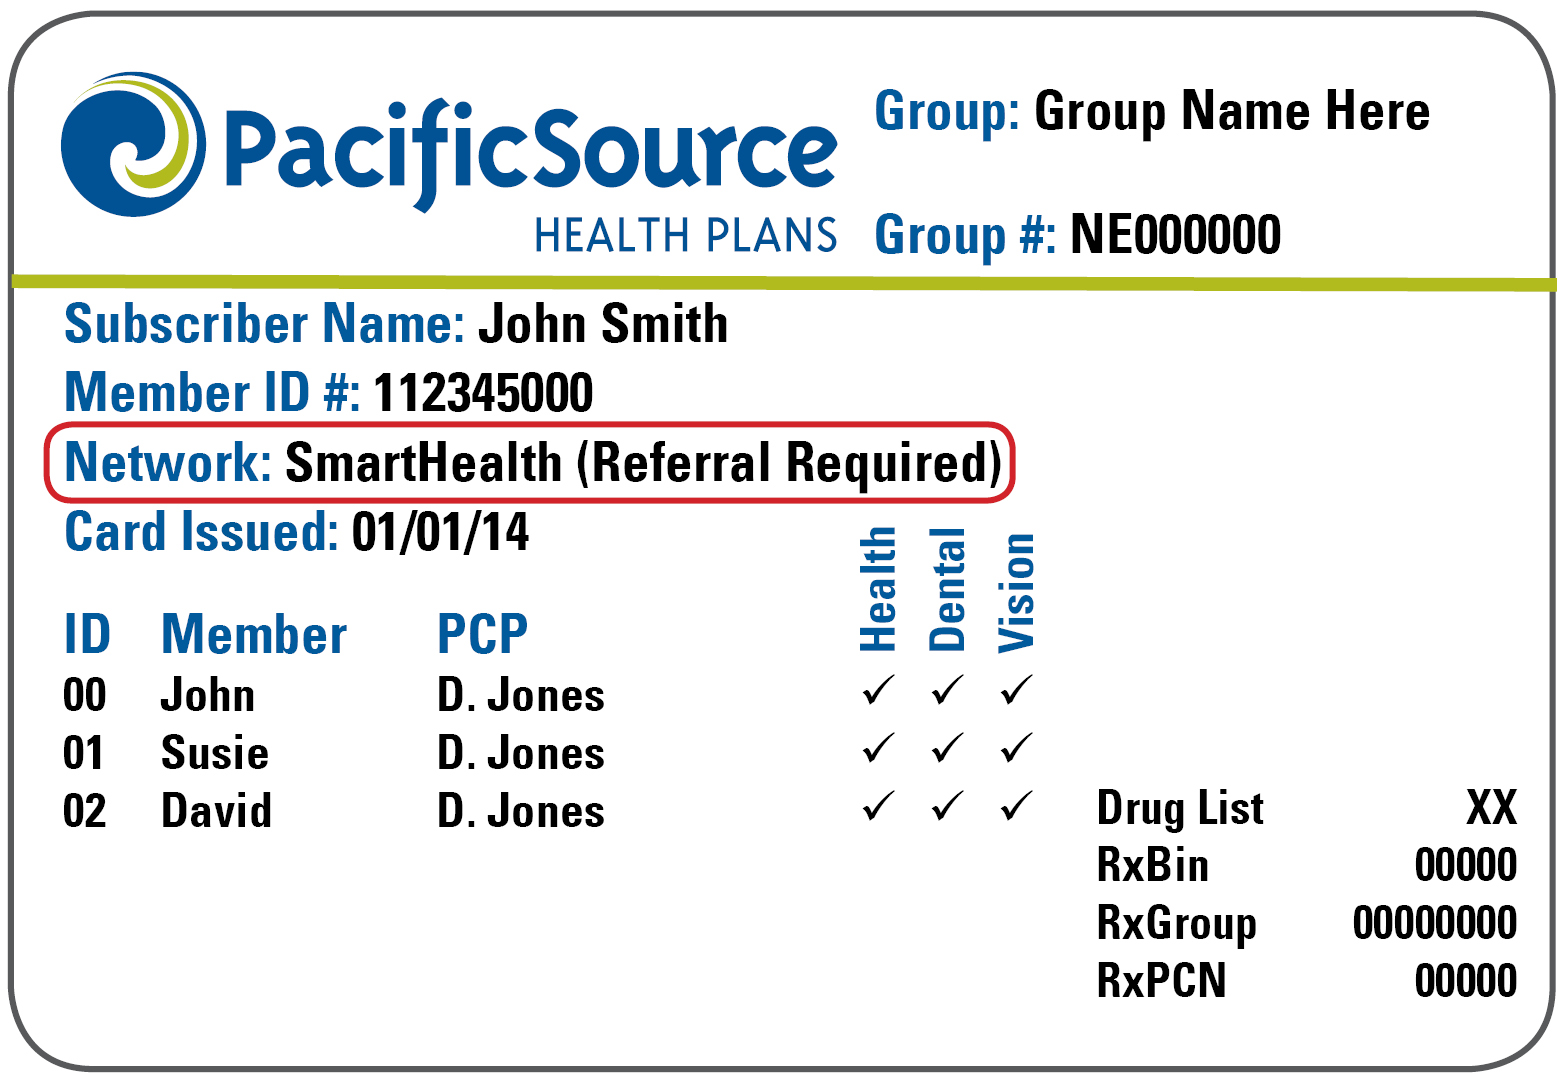 PacificSource
HEALTH PLANS
Group: Group Name Here
Group #: NE000000
Subscriber Name: John Smith
Member ID #: 112345000
Network: SmartHealth (Referral Required)
Card Issued: 01/01/14
ID Member PCP Health Dental Vision
00 John D. Jones ✓ ✓ ✓
01 Susie D. Jones ✓ ✓ ✓
02 David D. Jones ✓ ✓ ✓
Drug List XX
RxBin 00000
RxGroup 00000000
RxPCN 00000